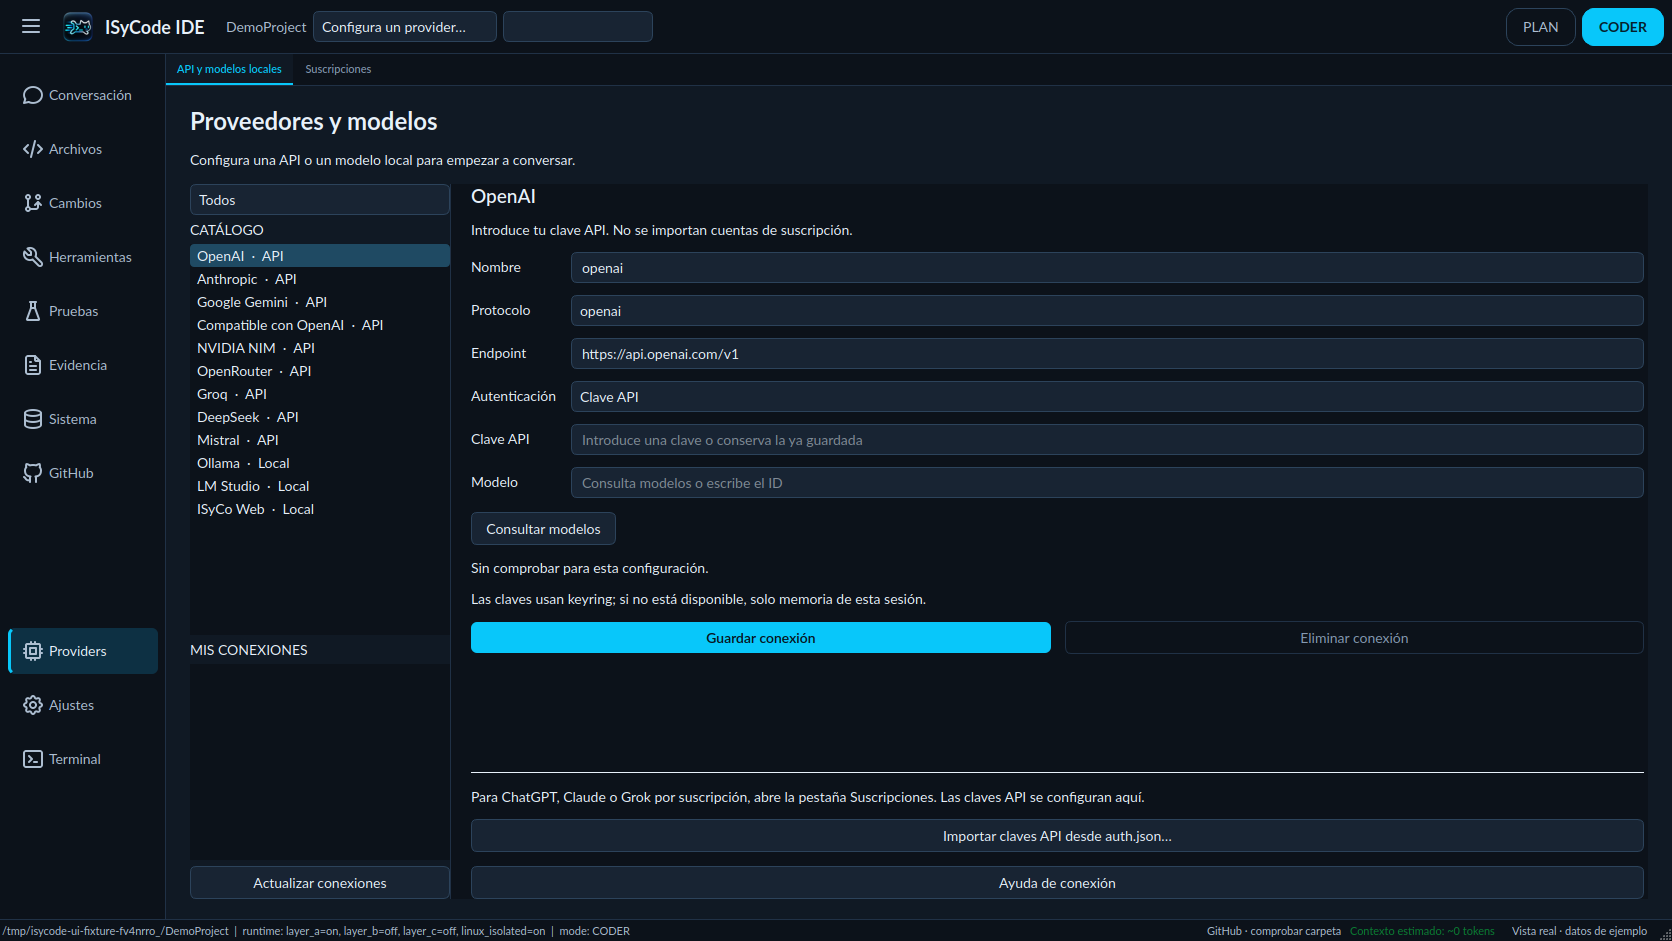 ISyCode IDE
DemoProject
Configura un provider...
PLAN
CODER
Conversación
Archivos
Cambios
Herramientas
Pruebas
Evidencia
Sistema
GitHub
Providers
Ajustes
Terminal
API y modelos locales
Suscripciones
Proveedores y modelos
Configura una API o un modelo local para empezar a conversar.
Todos
CATÁLOGO
OpenAI · API
Anthropic · API
Google Gemini · API
Compatible con OpenAI · API
NVIDIA NIM · API
OpenRouter · API
Groq · API
DeepSeek · API
Mistral · API
Ollama · Local
LM Studio · Local
ISyCo Web · Local
MIS CONEXIONES
Actualizar conexiones
OpenAI
Introduce tu clave API. No se importan cuentas de suscripción.
Nombre openai
Protocolo openai
Endpoint https://api.openai.com/v1
Autenticación Clave API
Clave API Introduce una clave o conserva la ya guardada
Modelo Consulta modelos o escribe el ID
Consultar modelos
Sin comprobar para esta configuración.
Las claves usan keyring; si no está disponible, solo memoria de esta sesión.
Guardar conexión
Eliminar conexión
Para ChatGPT, Claude o Grok por suscripción, abre la pestaña Suscripciones. Las claves API se configuran aquí.
Importar claves API desde auth.json...
Ayuda de conexión
/tmp/isycode-ui-fixture-fv4nrro_/DemoProject | runtime: layer_a=on, layer_b=off, layer_c=off, linux_isolated=on | mode: CODER
GitHub · comprobar carpeta
Contexto estimado: ~0 tokens
Vista real · datos de ejemplo